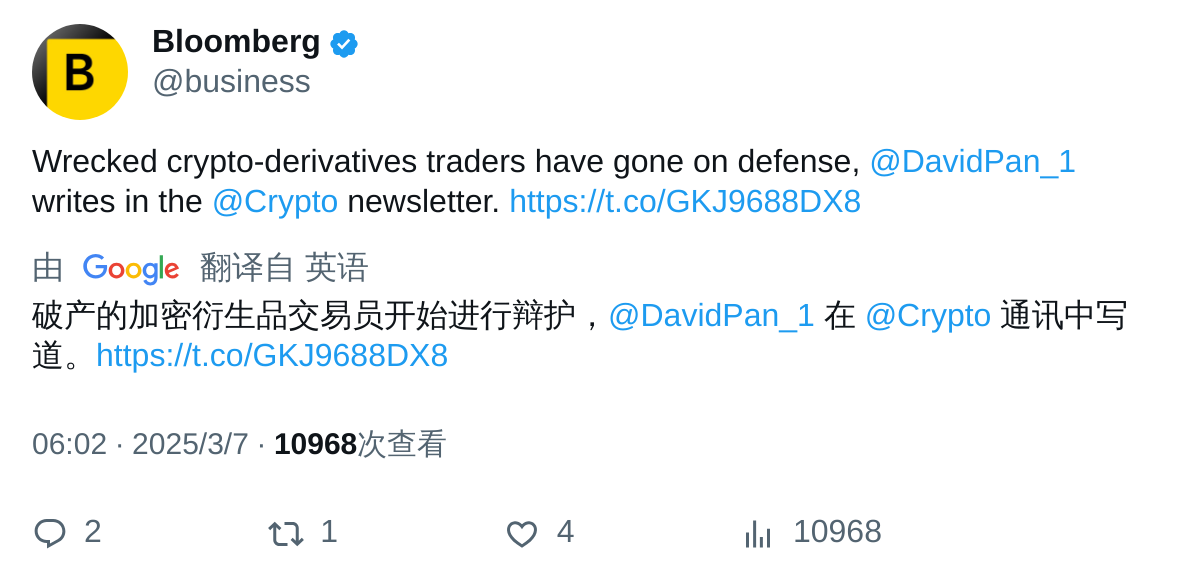 B
Bloomberg
@business
Wrecked crypto-derivatives traders have gone on defense, @DavidPan_1
writes in the @Crypto newsletter. https://t.co/GKJ9688DX8
由 Google 翻译自 英语
破产的加密衍生品交易员开始进行辩护，@DavidPan_1 在 @Crypto 通讯中写
道。https://t.co/GKJ9688DX8
06:02 · 2025/3/7 · 10968次查看
2 1 4 10968